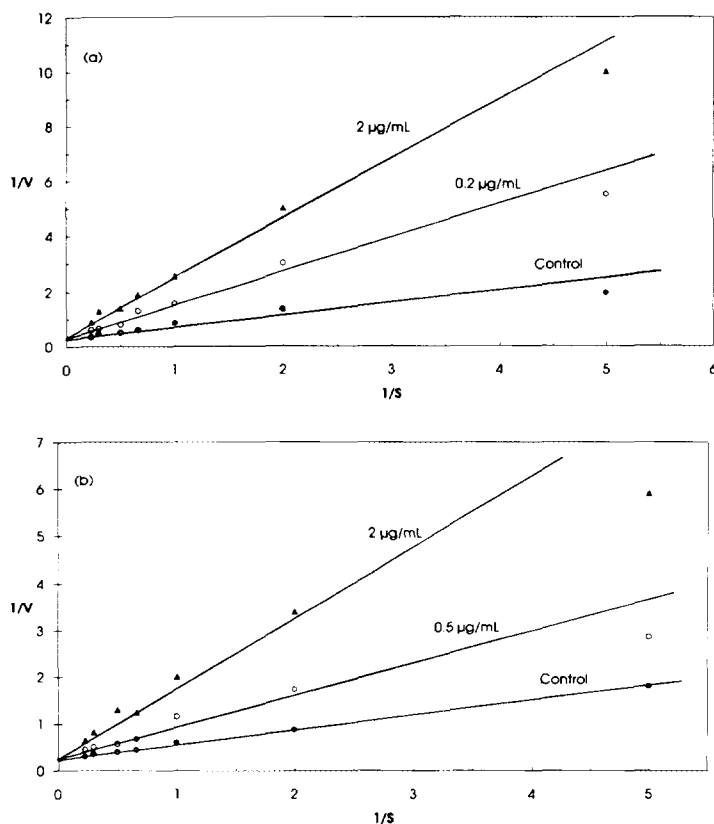 12
(a)
10
2 µg/mL
8
1/V
6
0.2 µg/mL
4
Control
2
0
0 1 2 3 4 5 6
1/S
7
(b)
6
2 µg/mL
5
4
1/V
0.5 µg/mL
3
Control
2
1
0
0 1 2 3 4 5
1/S